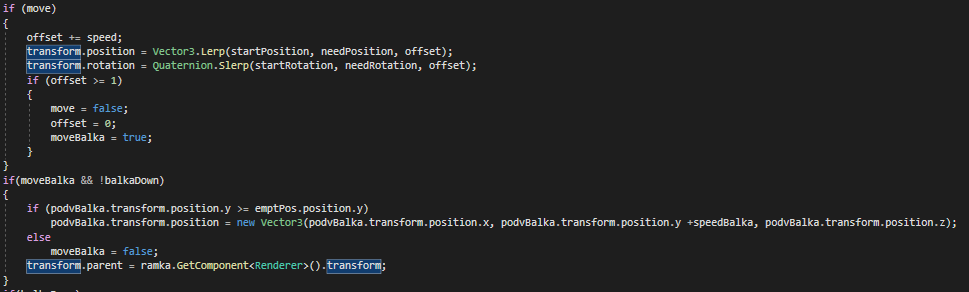 if (move)
{
offset += speed;
transform.position = Vector3.Lerp(startPosition, needPosition, offset);
transform.rotation = Quaternion.Slerp(startRotation, needRotation, offset);
if (offset >= 1)
{
move = false;
offset = 0;
moveBalka = true;
}
}
if(moveBalka && !balkaDown)
{
if (podvBalka.transform.position.y >= emptPos.position.y)
podvBalka.transform.position = new Vector3(podvBalka.transform.position.x, podvBalka.transform.position.y +speedBalka, podvBalka.transform.position.z);
else
moveBalka = false;
transform.parent = ramka.GetComponent<Renderer>().transform;
}